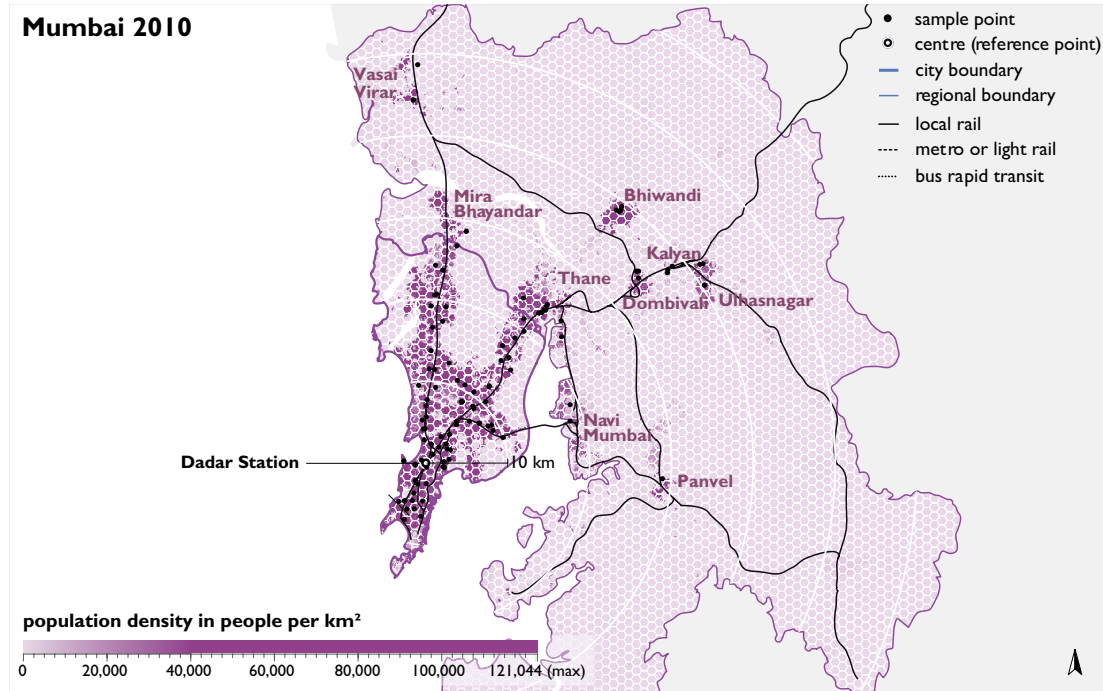 Mumbai 2010
sample point
centre (reference point)
city boundary
regional boundary
local rail
metro or light rail
bus rapid transit
Vasai
Virar
Mira
Bhayandar
Bhiwandi
Kalyan
Thane
Dombivali
Ulhasnagar
Navi
Mumbai
Dadar Station
10 km
Panvel
population density in people per km²
0 20,000 40,000 60,000 80,000 100,000 121,044 (max)